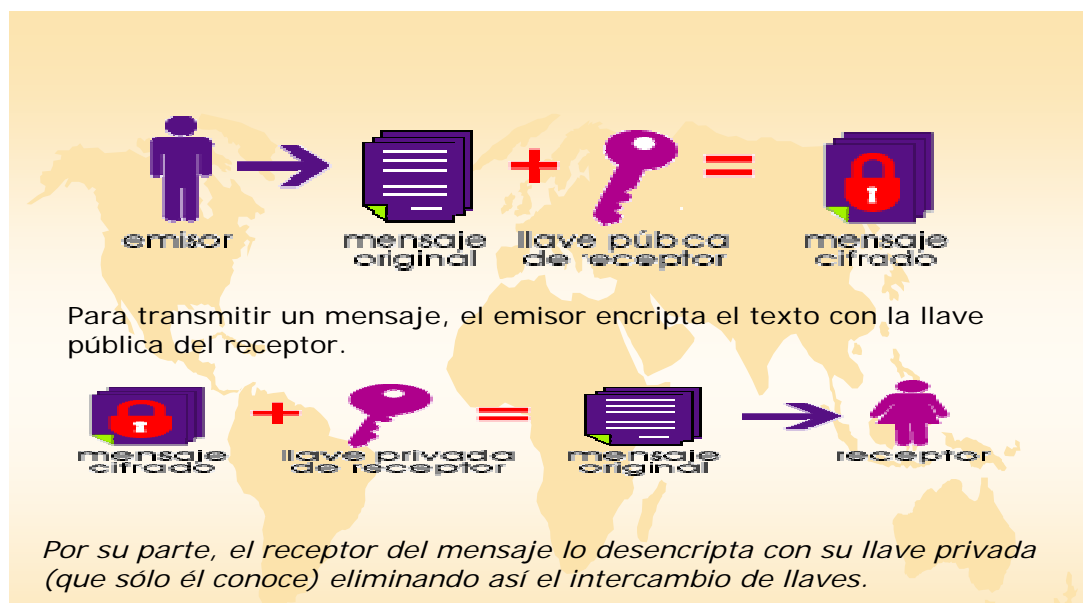 emisor
mensaje
original
llave púbca
de receptor
mensaje
cifrado
Para transmitir un mensaje, el emisor encripta el texto con la llave
pública del receptor.
mensaje
cifrado
llave privada
de receptor
mensaje
original
receptor
Por su parte, el receptor del mensaje lo desencripta con su llave privada
(que sólo él conoce) eliminando así el intercambio de llaves.